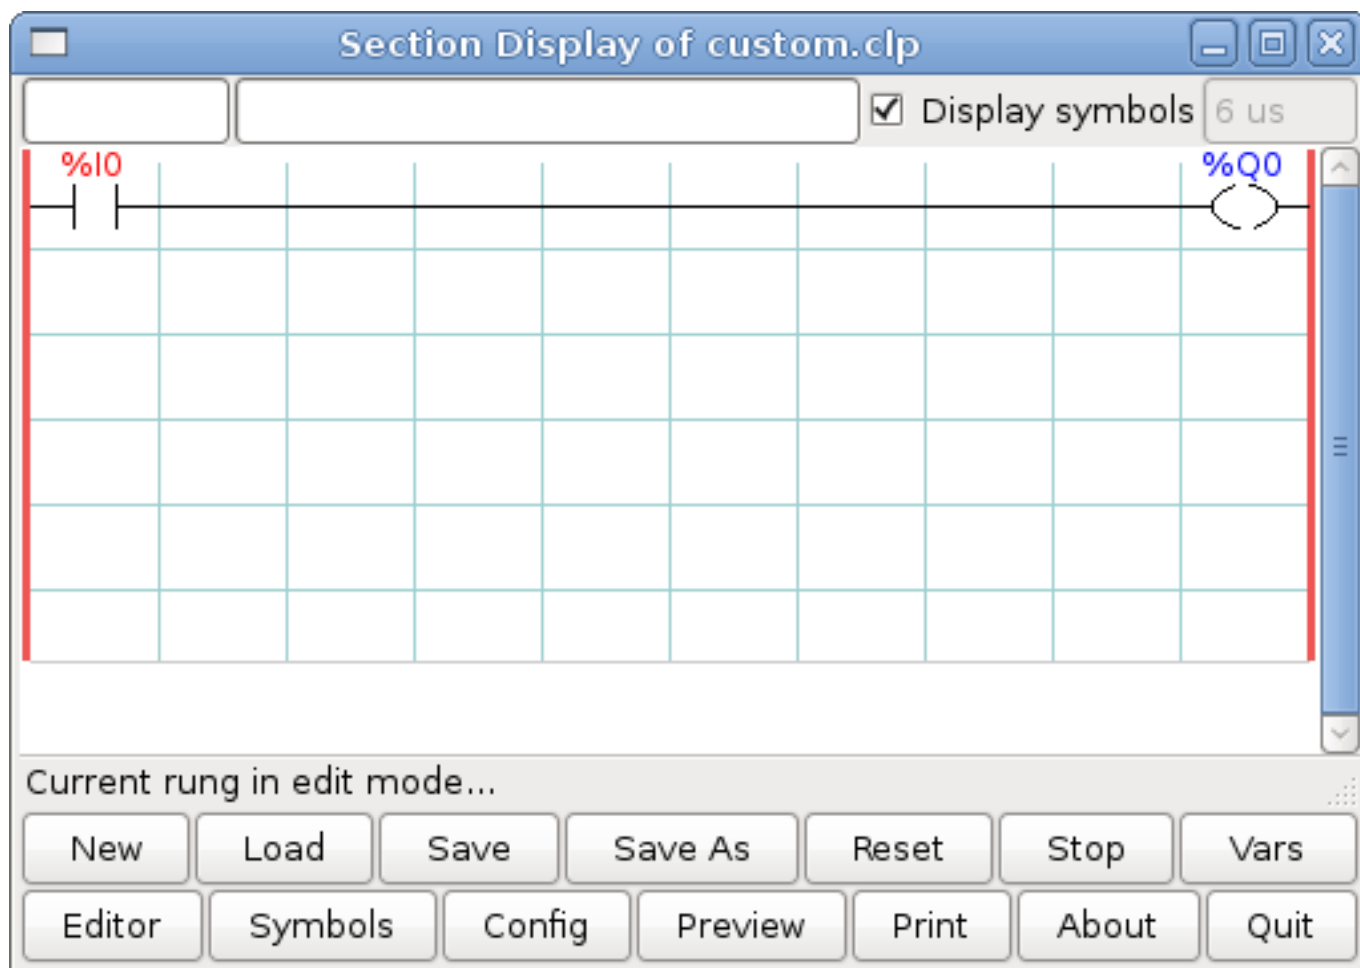 Section Display of custom.clp
Display symbols 6 us
%I0 %Q0
Current rung in edit mode...
New Load Save Save As Reset Stop Vars
Editor Symbols Config Preview Print About Quit